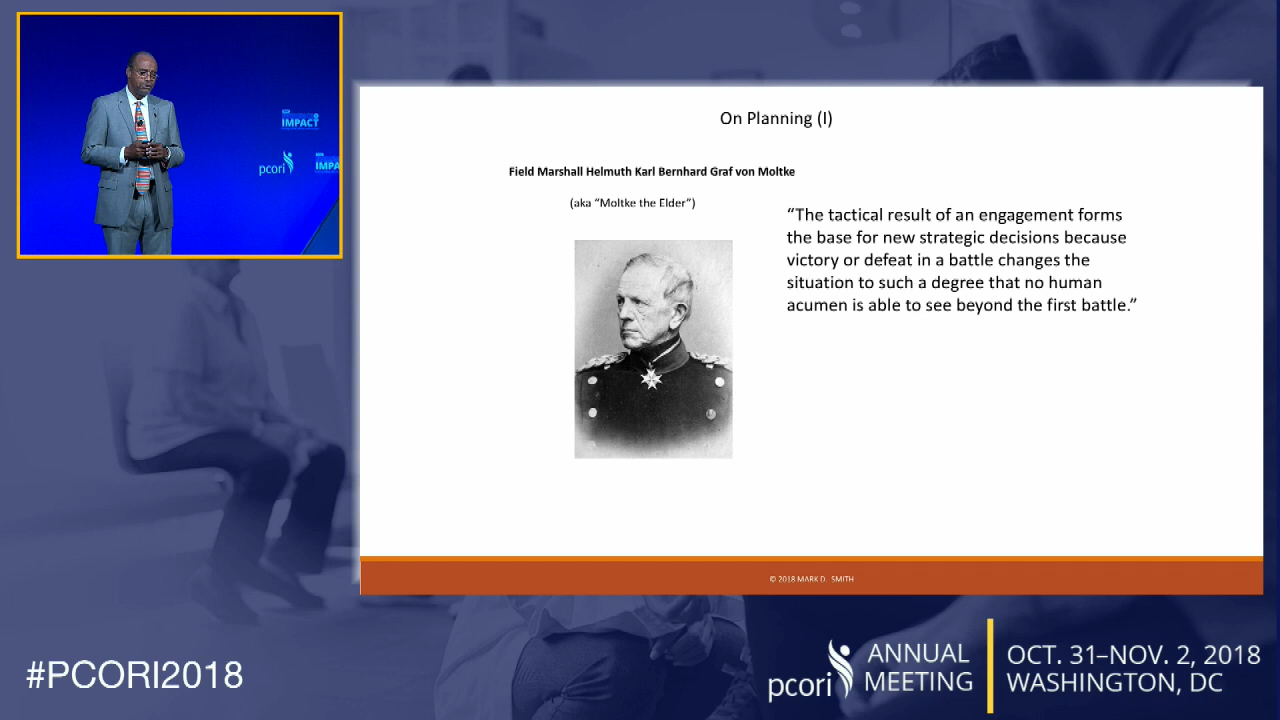 IMPACT
pcori
IMPA
On Planning (I)
Field Marshall Helmuth Karl Bernhard Graf von Moltke
(aka “Moltke the Elder”)
“The tactical result of an engagement forms
the base for new strategic decisions because
victory or defeat in a battle changes the
situation to such a degree that no human
acumen is able to see beyond the first battle.”
© 2018 MARK D. SMITH
#PCORI2018
pcori
ANNUAL
MEETING
OCT. 31–NOV. 2, 2018
WASHINGTON, DC